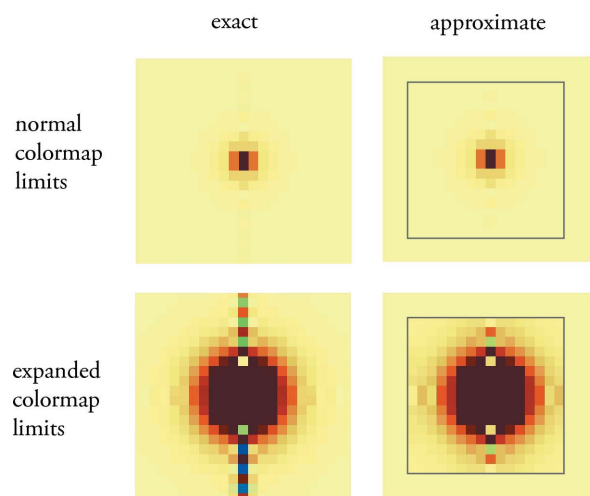 exact
approximate
normal
colormap
limits
expanded
colormap
limits